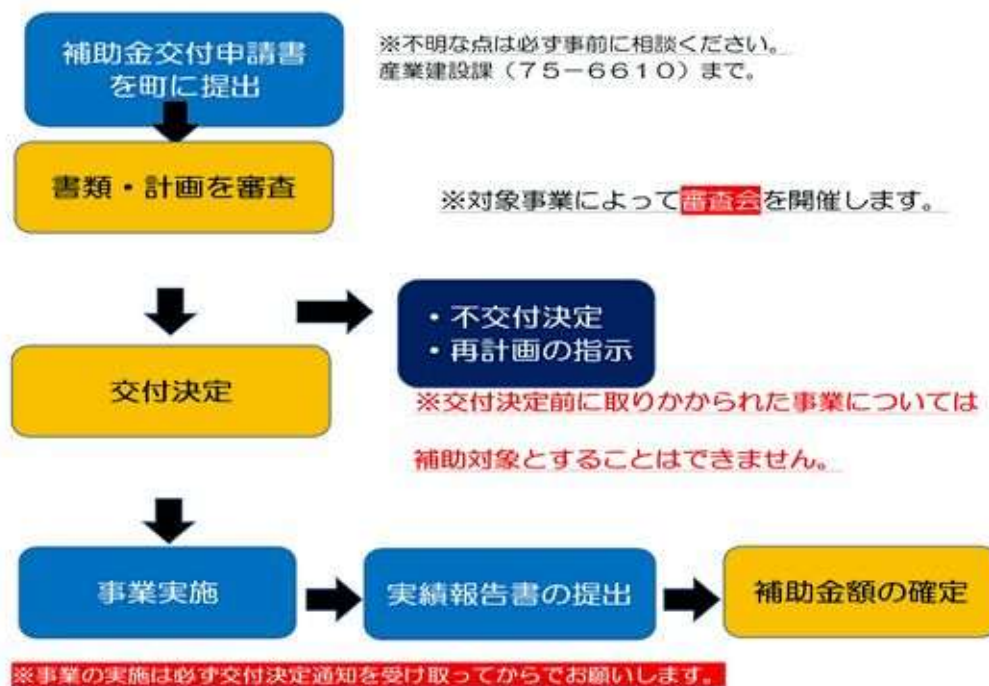 補助金交付申請書
を町に提出
※不明な点は必ず事前に相談ください。
産業建設課（75－6610）まで。
書類・計画を審査
※対象事業によって審査会を開催します。
・不交付決定
・再計画の指示
交付決定
※交付決定前に取りかかられた事業については
補助対象とすることはできません。
事業実施
実績報告書の提出
補助金額の確定
※事業の実施は必ず交付決定通知を受け取ってからでお願いします。